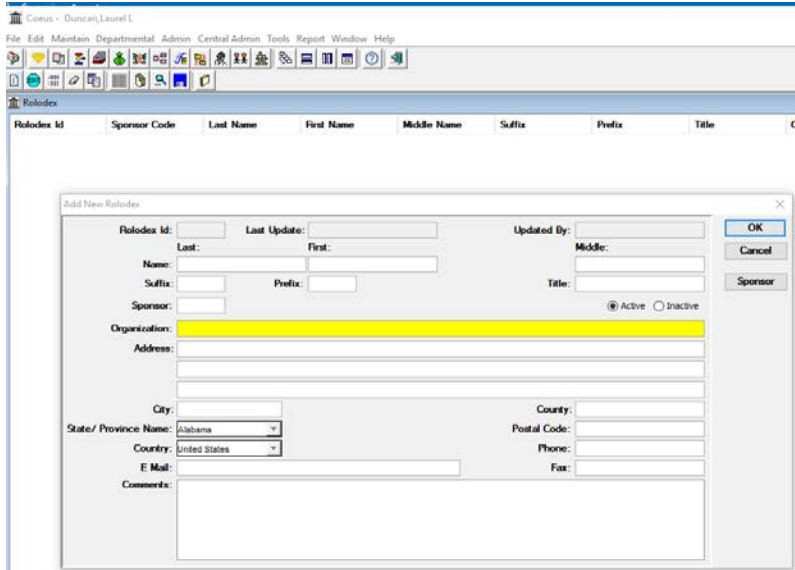 Coeus - Duncan,Laurel L
File Edit Maintain Departmental Admin Central Admin Tools Report Window Help
Rolodex
Rolodex Id Sponsor Code Last Name First Name Middle Name Suffix Prefix Title
Add New Rolodex
Rolodex Id: Last Update: Updated By: OK
Last: First: Middle: Cancel
Name:
Suffix: Prefix: Title: Sponsor
Sponsor: Active Inactive
Organization:
Address:
City: County:
State/ Province Name: Alabama Postal Code:
Country: United States Phone:
E Mail: Fax:
Comments: